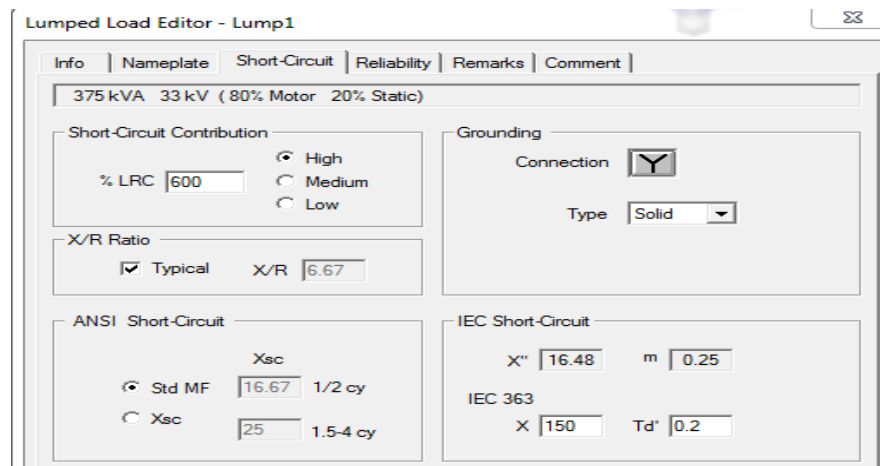 Lumped Load Editor - Lump1
Info Nameplate Short-Circuit Reliability Remarks Comment
375 kVA 33 kV ( 80% Motor 20% Static)
Short-Circuit Contribution
% LRC 600
High
Medium
Low
Grounding
Connection Y
Type Solid
X/R Ratio
Typical X/R 6.67
ANSI Short-Circuit
Xsc
Std MF 16.67 1/2 cy
Xsc 25 1.5-4 cy
IEC Short-Circuit
X" 16.48 m 0.25
IEC 363
X 150 Td' 0.2